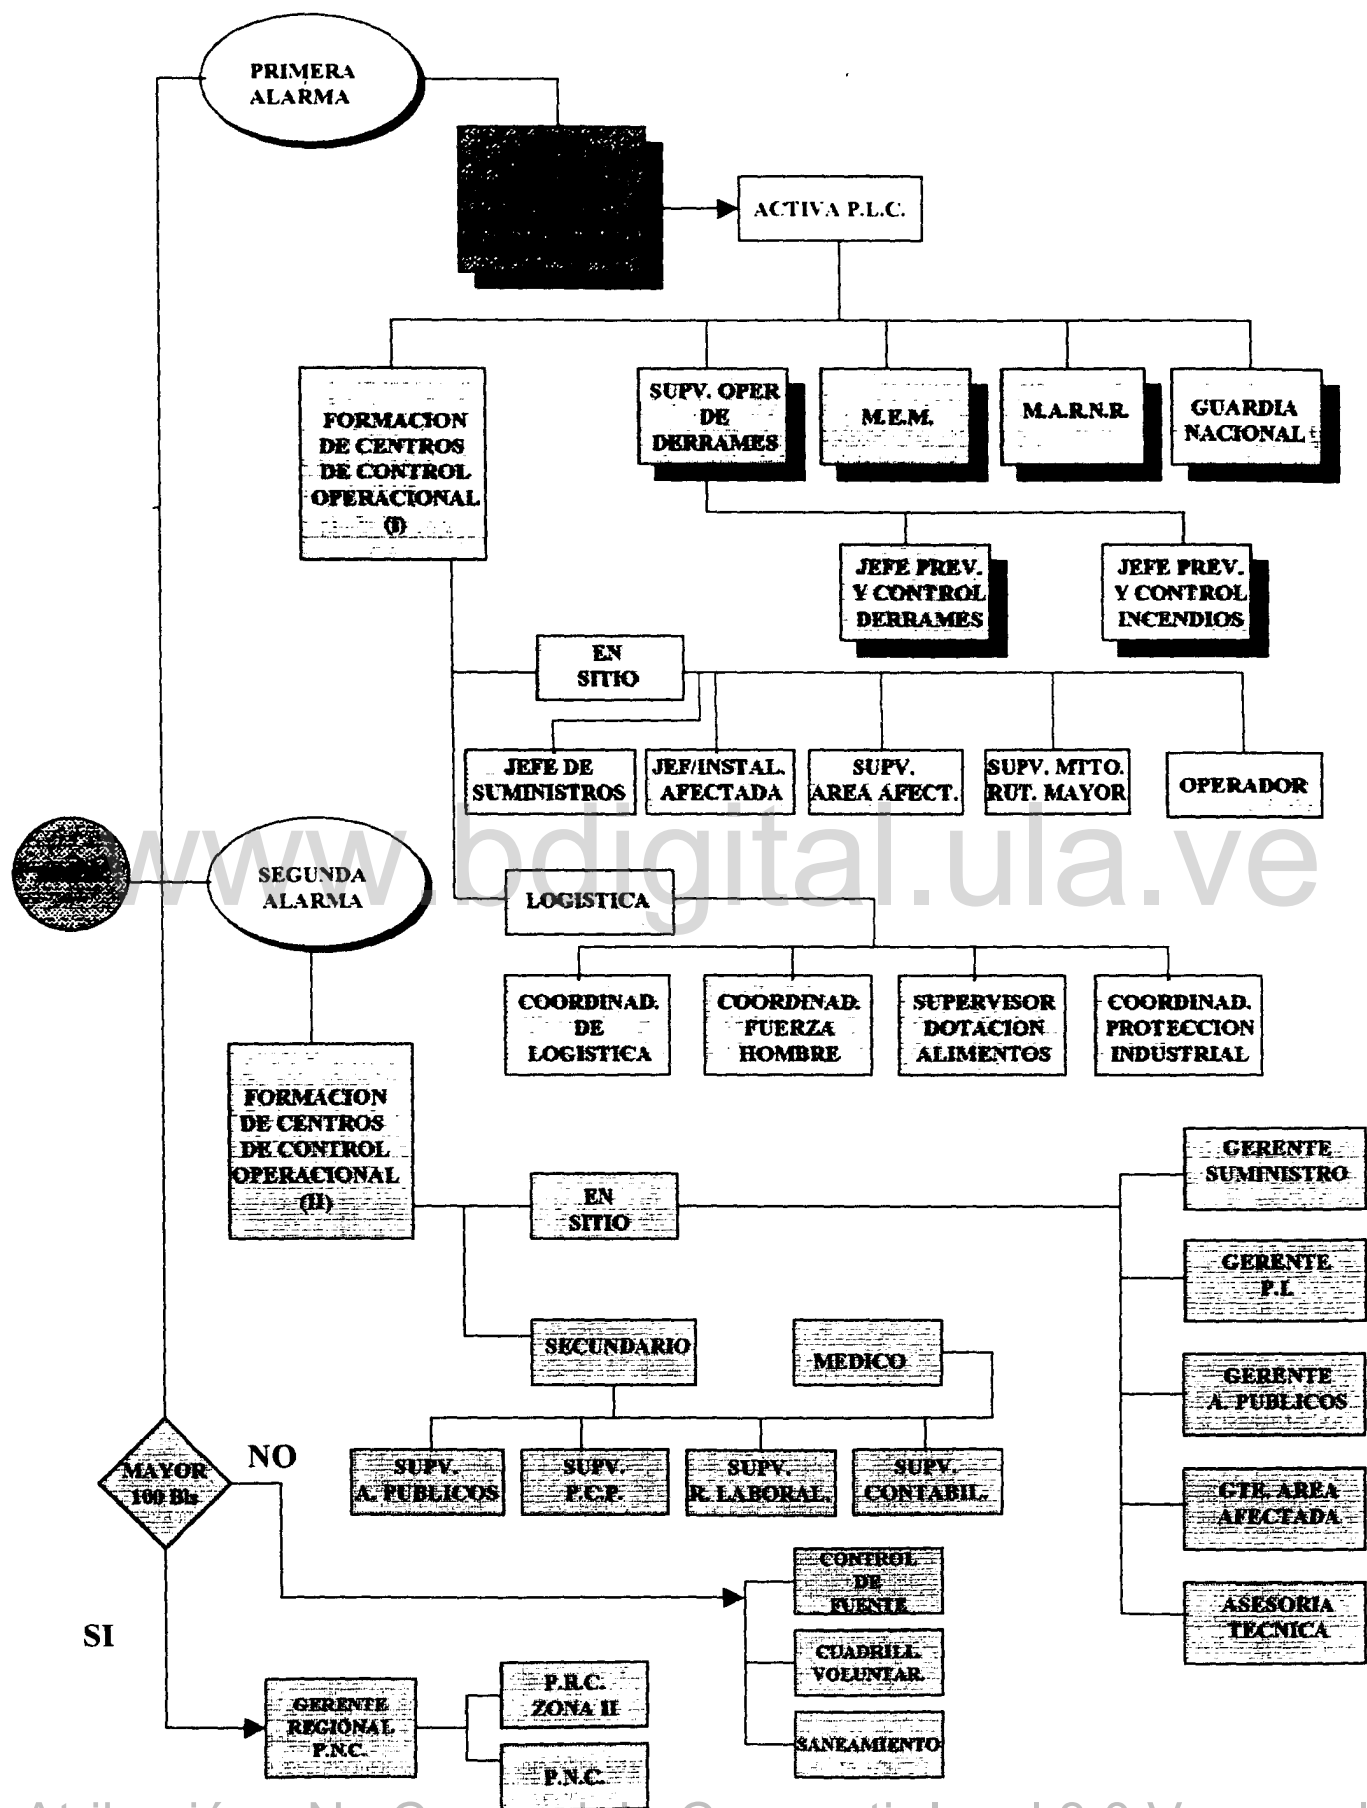 PRIMERA
ALARMA
ACTIVA P.L.C.
FORMACION
DE CENTROS
DE CONTROL
OPERACIONAL
(I)
SUPV. OPER
DE
DERRAMES
M.E.M.
M.A.R.N.R.
GUARDIA
NACIONAL
JEFE PREV.
Y CONTROL
DERRAMES
JEFE PREV.
Y CONTROL
INCENDIOS
EN
SITIO
JEFE DE
SUMINISTROS
JEF/INSTAL.
AFECTADA
SUPV.
AREA AFECT.
SUPV. MTTO.
RUT. MAYOR
OPERADOR
www.bdigital.ula.ve
SEGUNDA
ALARMA
LOGISTICA
COORDINAD.
DE
LOGISTICA
COORDINAD.
FUERZA
HOMBRE
SUPERVISOR
DOTACION
ALIMENTOS
COORDINAD.
PROTECCION
INDUSTRIAL
FORMACION
DE CENTROS
DE CONTROL
OPERACIONAL
(II)
EN
SITIO
GERENTE
SUMINISTRO
GERENTE
P.I.
GERENTE
A. PUBLICOS
GTE. AREA
AFECTADA
ASESORIA
TECNICA
SECUNDARIO
MEDICO
SUPV.
A. PUBLICOS
SUPV.
P.C.P.
SUPV.
R. LABORAL.
SUPV.
CONTABIL.
MAYOR
100 Bls
NO
SI
CONTROL
DE
FUENTE
CUADRILL.
VOLUNTAR.
SANEAMIENTO
GERENTE
REGIONAL
P.N.C.
P.R.C.
ZONA II
P.N.C.